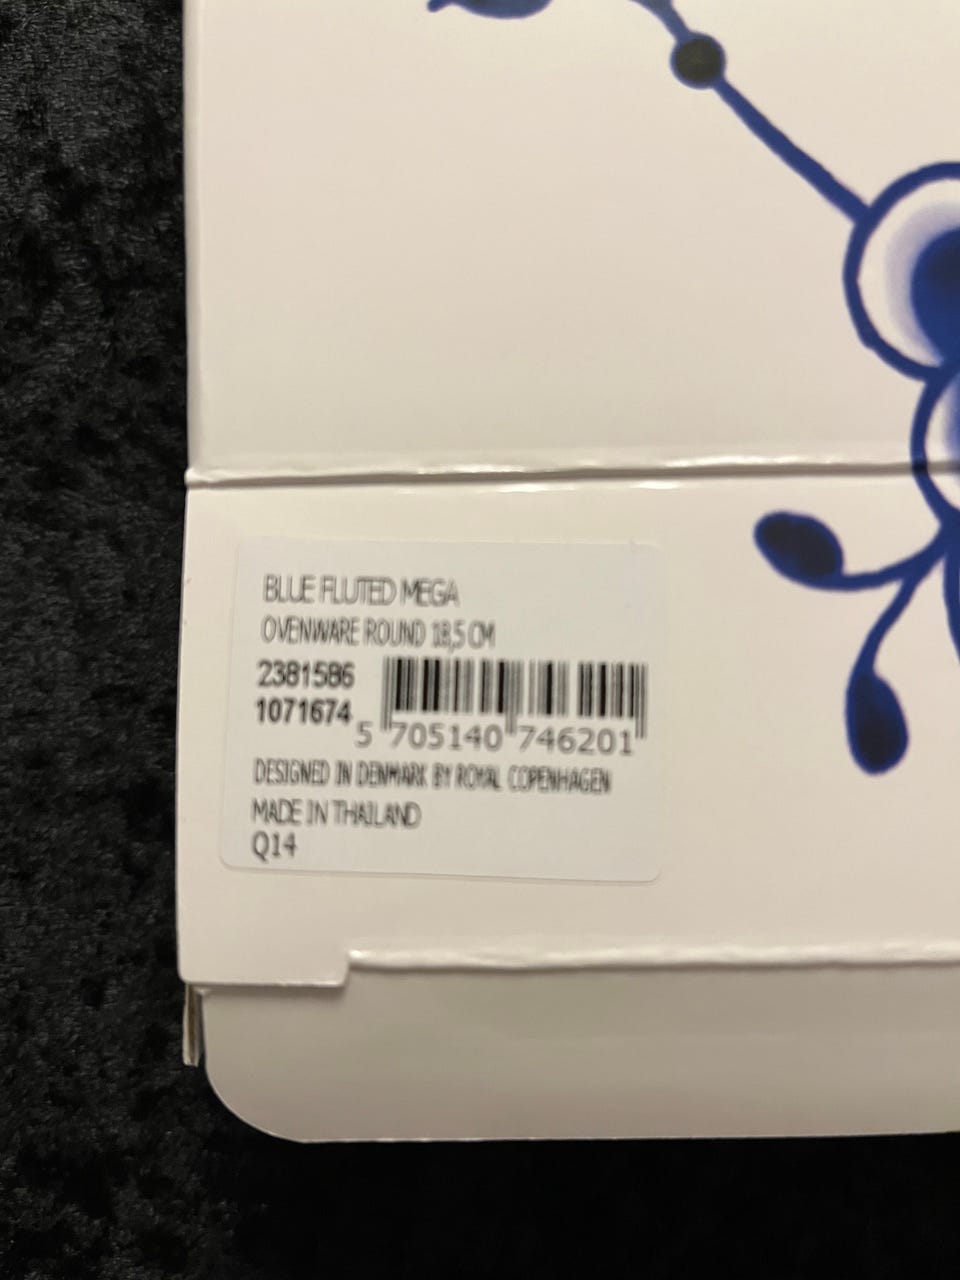 BLUE FLUTED MEGA
OVENWARE ROUND 18,5 CM
2381586
1071674
5 705140 746201
DESIGNED IN DENMARK BY ROYAL COPENHAGEN
MADE IN THAILAND
Q14